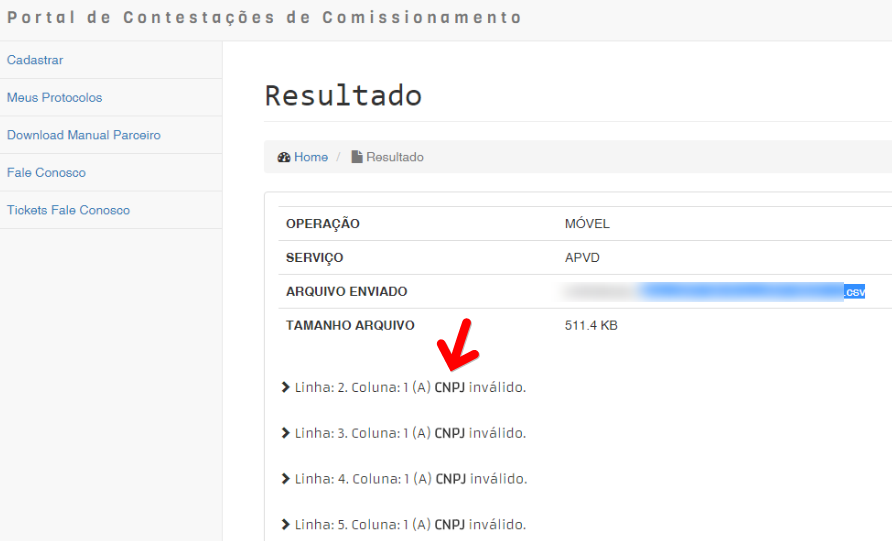 Portal de Contestações de Comissionamento
Cadastrar
Meus Protocolos
Download Manual Parceiro
Fale Conosco
Tickets Fale Conosco
Resultado
Home / Resultado
OPERAÇÃO MÓVEL
SERVIÇO APVD
ARQUIVO ENVIADO .csv
TAMANHO ARQUIVO 511.4 KB
Linha: 2. Coluna: 1 (A) CNPJ inválido.
Linha: 3. Coluna: 1 (A) CNPJ inválido.
Linha: 4. Coluna: 1 (A) CNPJ inválido.
Linha: 5. Coluna: 1 (A) CNPJ inválido.